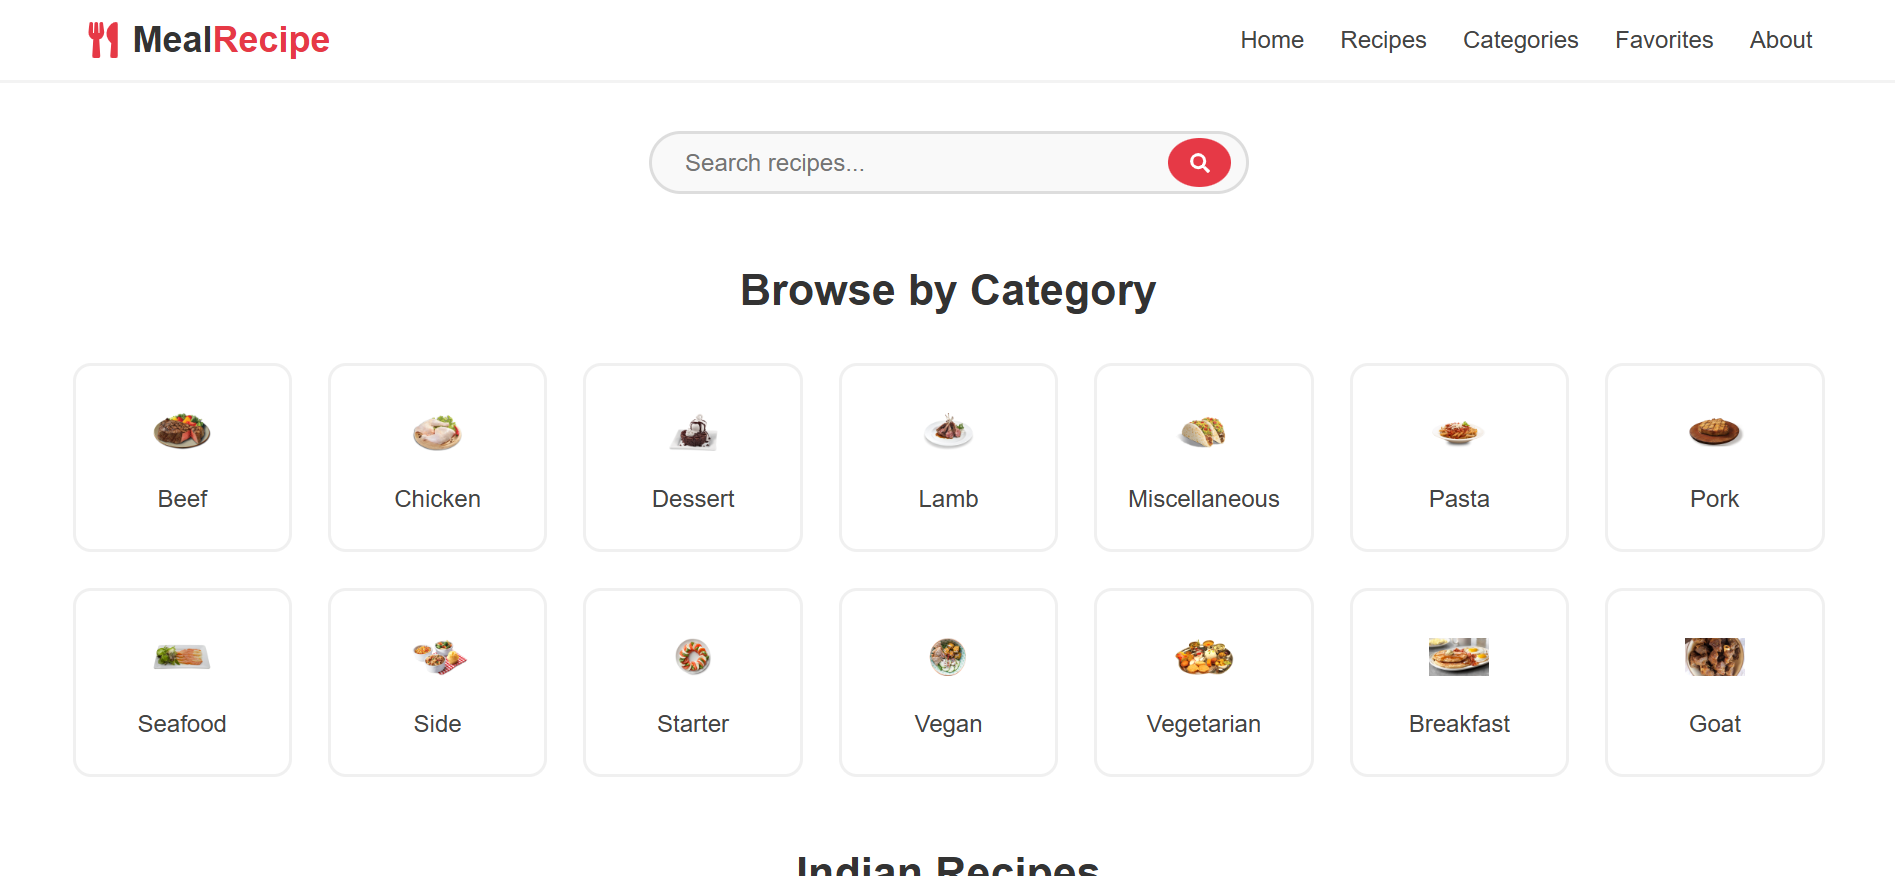 MealRecipe
Home Recipes Categories Favorites About
Search recipes...
Browse by Category
Beef Chicken Dessert Lamb Miscellaneous Pasta Pork
Seafood Side Starter Vegan Vegetarian Breakfast Goat
Indian Recipes